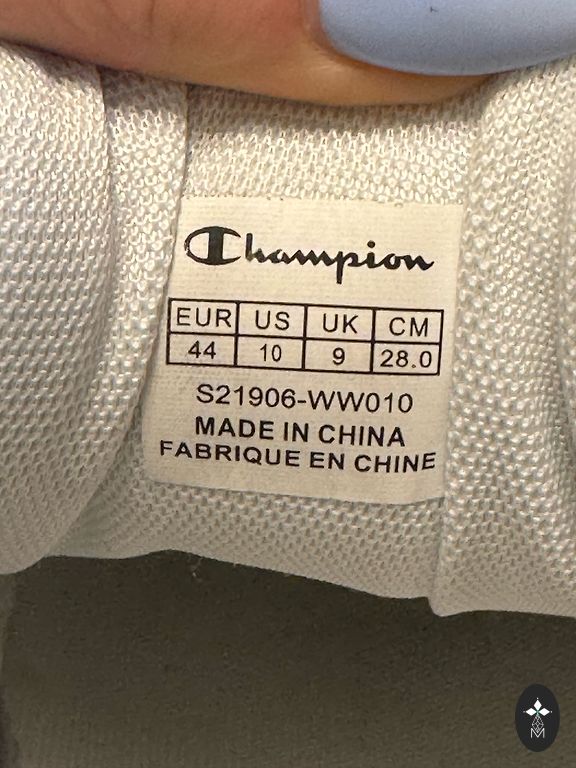 Champion
EUR US UK CM
44 10 9 28.0
S21906-WW010
MADE IN CHINA
FABRIQUE EN CHINE
M